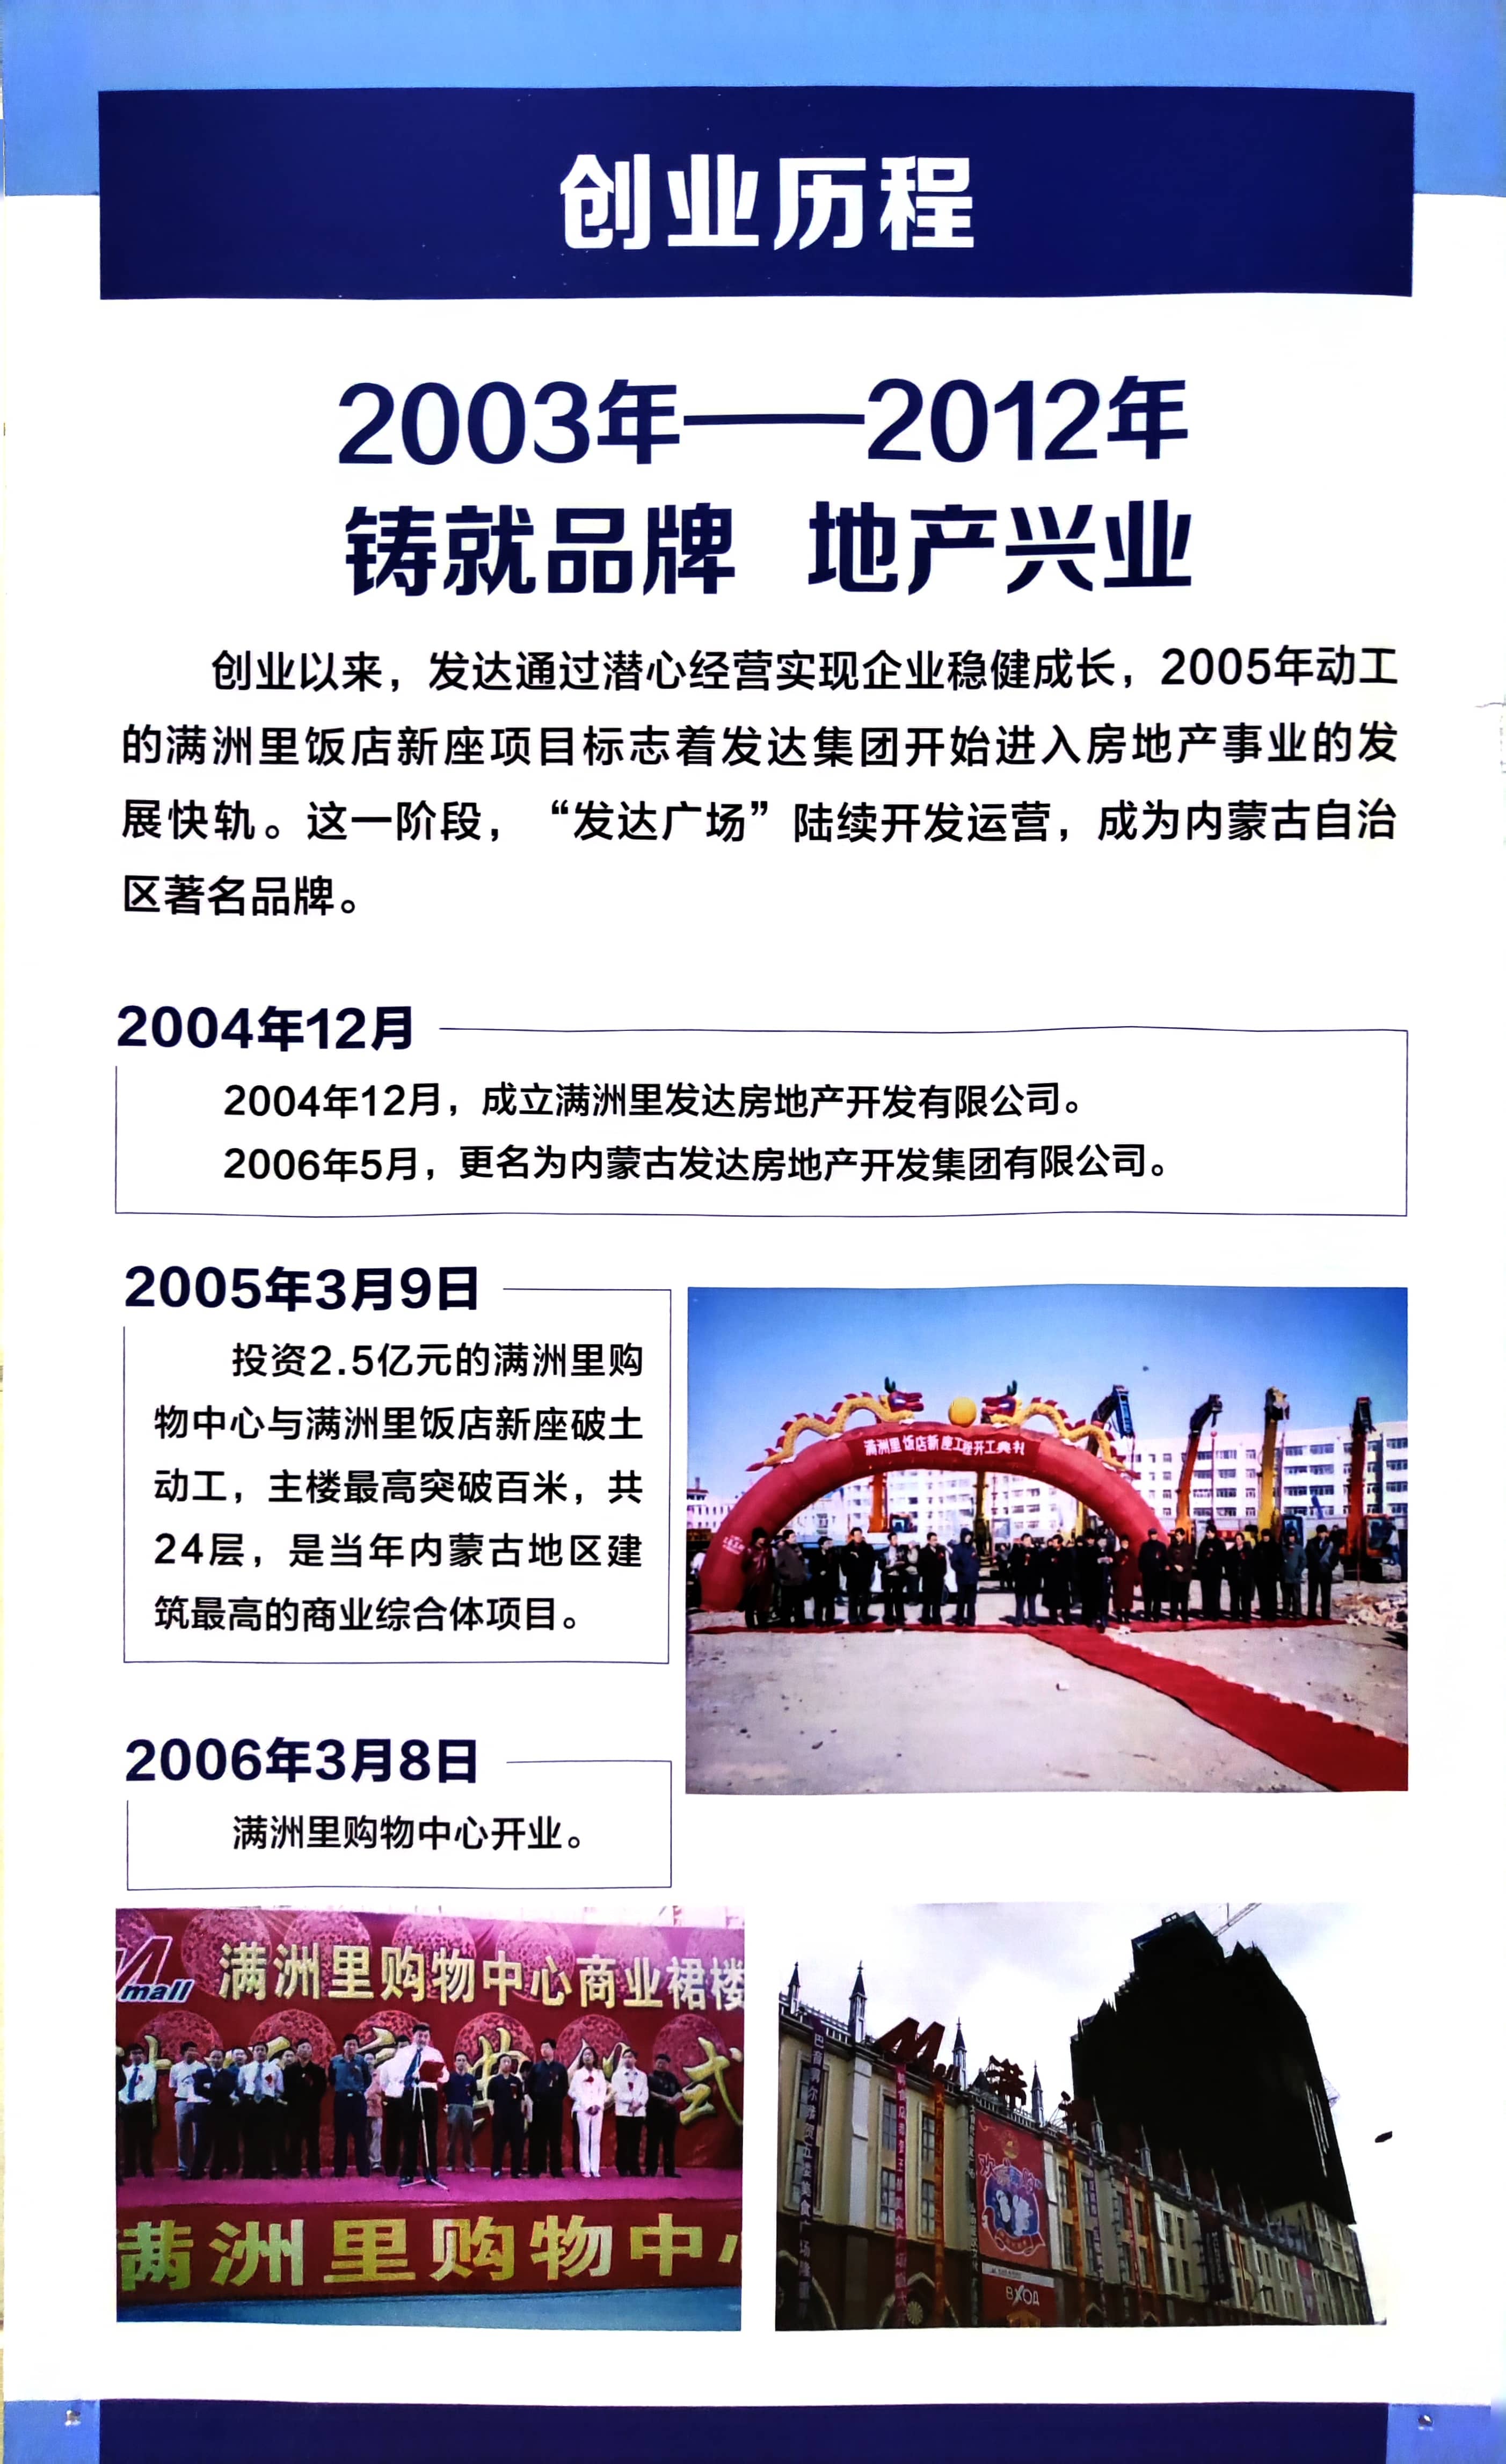 创业历程
2003年——2012年
铸就品牌 地产兴业
创业以来，发达通过潜心经营实现企业稳健成长，2005年动工
的满洲里饭店新座项目标志着发达集团开始进入房地产事业的发
展快轨。这一阶段，“发达广场”陆续开发运营，成为内蒙古自治
区著名品牌。
2004年12月
2004年12月，成立满洲里发达房地产开发有限公司。
2006年5月，更名为内蒙古发达房地产开发集团有限公司。
2005年3月9日
投资2.5亿元的满洲里购
物中心与满洲里饭店新座破土
动工，主楼最高突破百米，共
24层，是当年内蒙古地区建
筑最高的商业综合体项目。
满洲里饭店新座工程开工典礼
2006年3月8日
满洲里购物中心开业。
mall
满洲里购物中心商业裙楼
式
满洲里购物中心
M
ВХОД